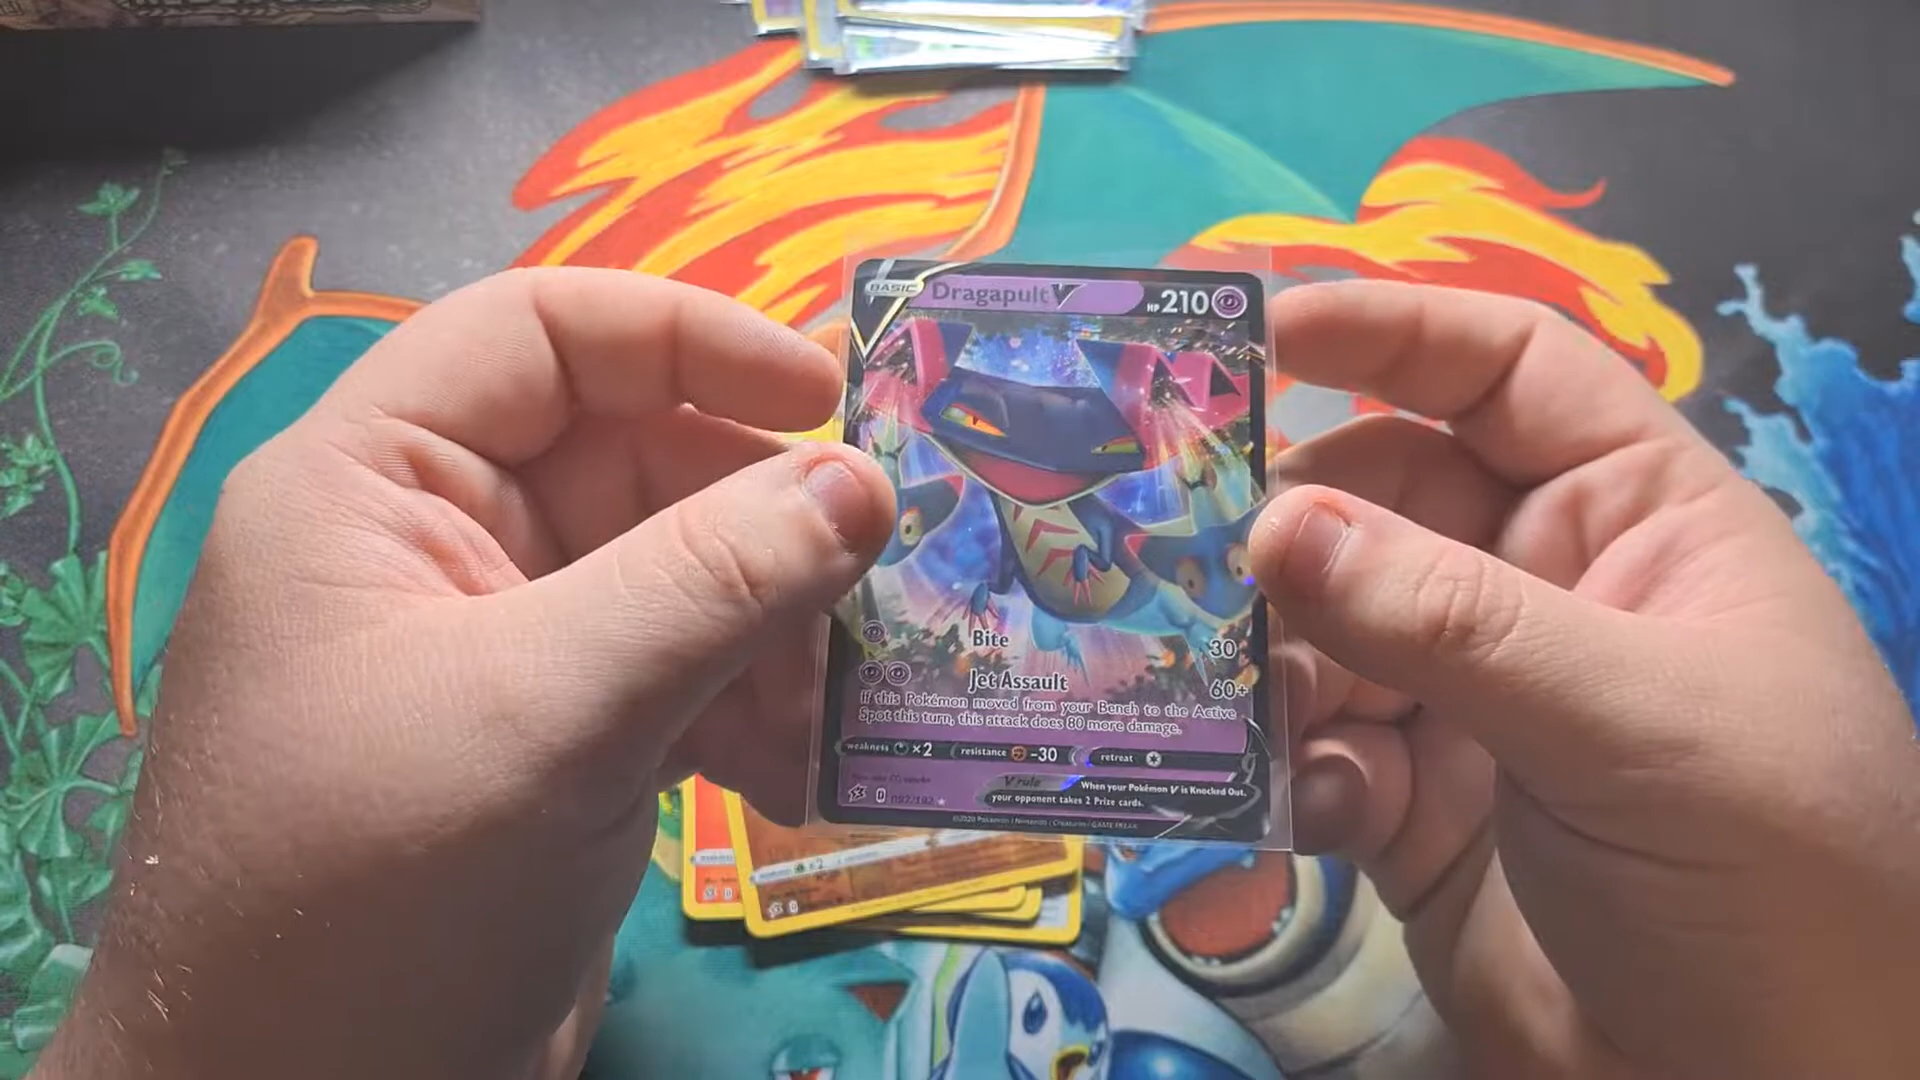 BASIC
Dragapult V
HP 210
Bite 30
Jet Assault 60+
If this Pokémon moved from your Bench to the Active
Spot this turn, this attack does 80 more damage.
weakness ×2 resistance -30 retreat
V rule When your Pokémon V is Knocked Out,
your opponent takes 2 Prize cards.
D
©2020 Pokémon / Nintendo / Creatures / GAME FREAK
×2